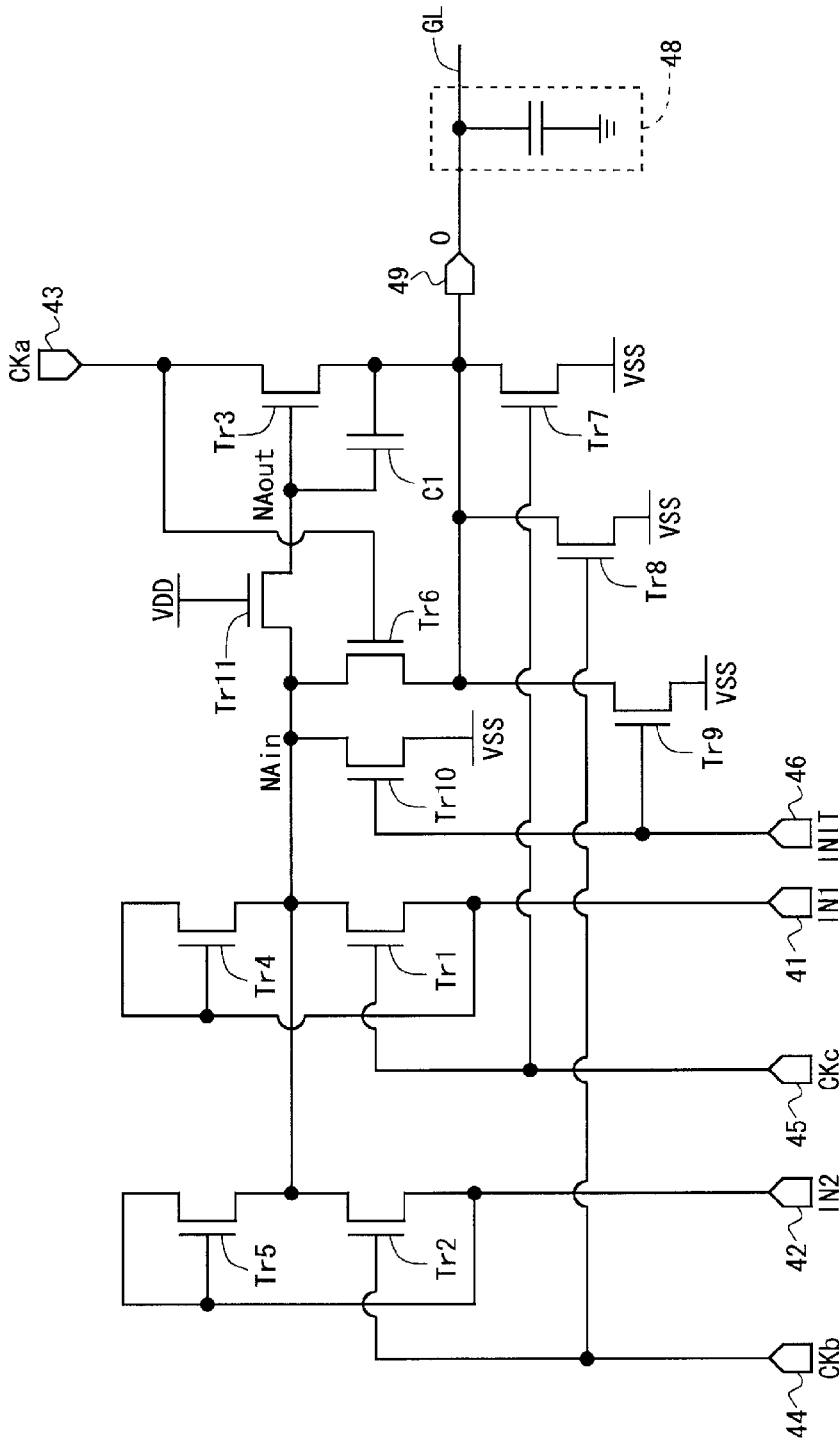 CKa
43
VDD
Tr11
NAin
NAout
Tr3
C1
Tr6
Tr10
VSS
Tr4
Tr1
Tr5
Tr2
Tr7
VSS
Tr8
VSS
Tr9
VSS
49
O
GL
48
44
CKb
42
IN2
45
CKc
41
IN1
46
INIT